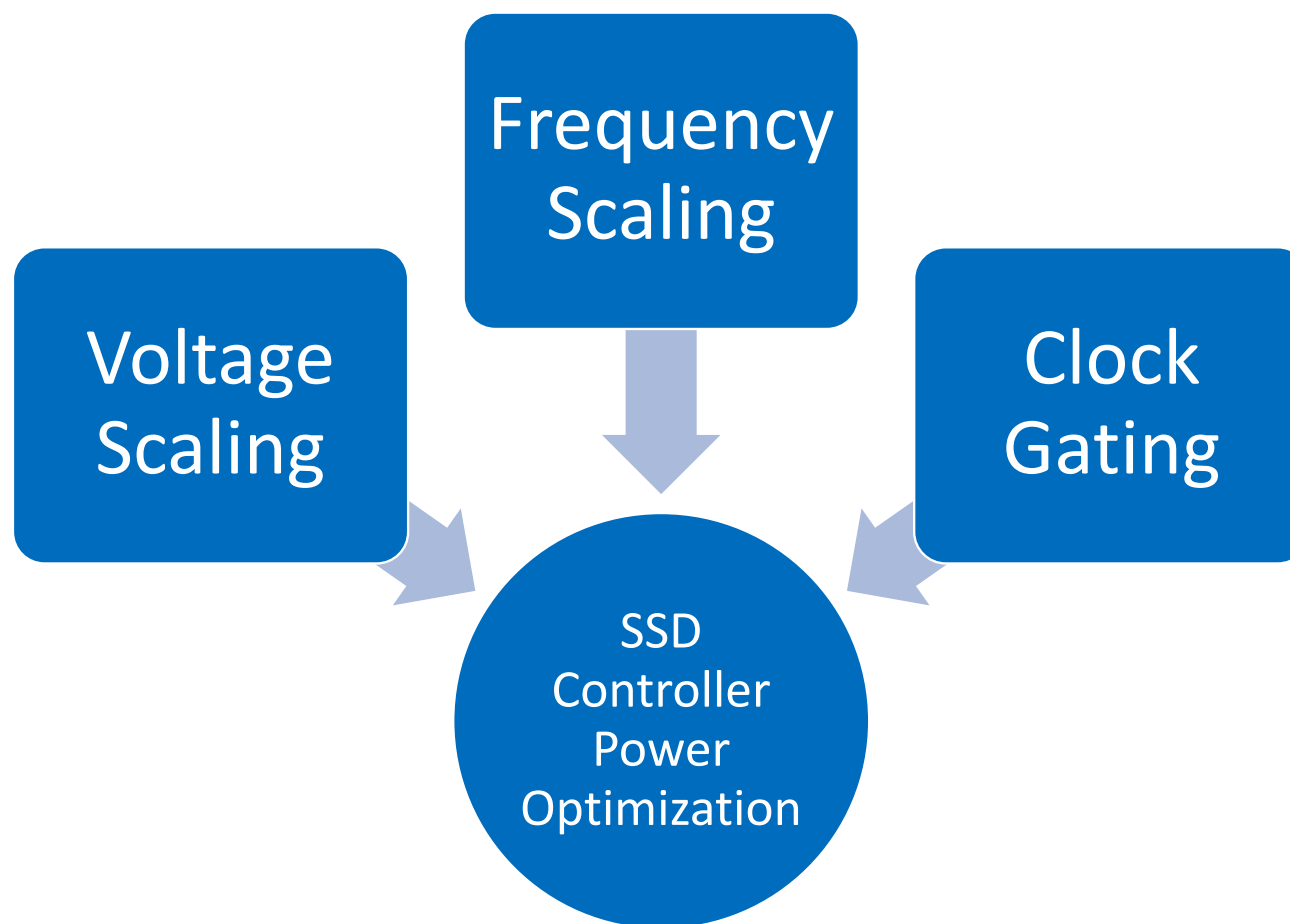 Frequency
Scaling
Voltage
Scaling
Clock
Gating
SSD
Controller
Power
Optimization